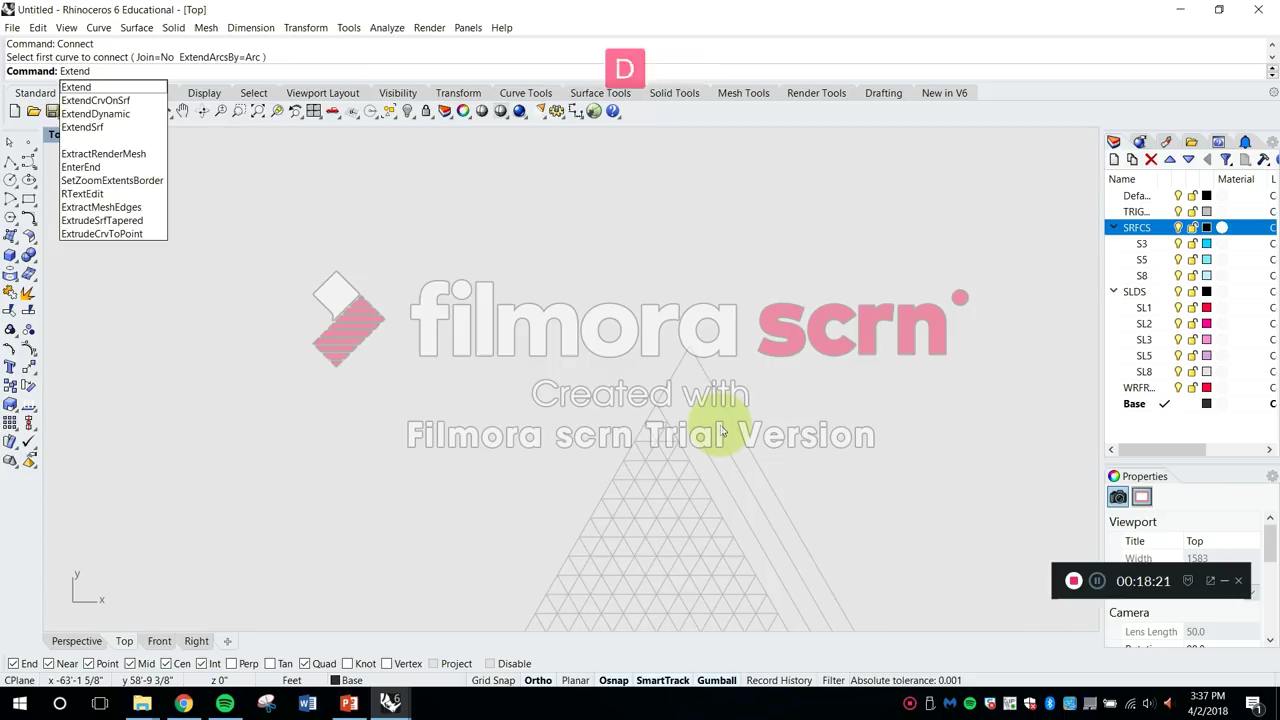 Untitled - Rhinoceros 6 Educational - [Top]
File Edit View Curve Surface Solid Mesh Dimension Transform Tools Analyze Render Panels Help
Command: Connect
Select first curve to connect ( Join=No ExtendArcsBy=Arc )
Command: Extend
D
Extend
ExtendCrvOnSrf
ExtendDynamic
ExtendSrf
ExtractRenderMesh
EnterEnd
SetZoomExtentsBorder
RTextEdit
ExtractMeshEdges
ExtrudeSrfTapered
ExtrudeCrvToPoint
Standard Display Select Viewport Layout Visibility Transform Curve Tools Surface Tools Solid Tools Mesh Tools Render Tools Drafting New in V6
filmora scrn
Created with
Filmora scrn Trial Version
Name Material L
Defa...
TRIG...
SRFCS
S3
S5
S8
SLDS
SL1
SL2
SL3
SL5
SL8
WRFR...
Base
Properties
Viewport
Title Top
Width 1583
00:18:21
Camera
Lens Length 50.0
y
x
Perspective Top Front Right
End Near Point Mid Cen Int Perp Tan Quad Knot Vertex Project Disable
CPlane x -63'-1 5/8" y 58'-9 3/8" z 0" Feet Base Grid Snap Ortho Planar Osnap SmartTrack Gumball Record History Filter Absolute tolerance: 0.001
3:37 PM
4/2/2018